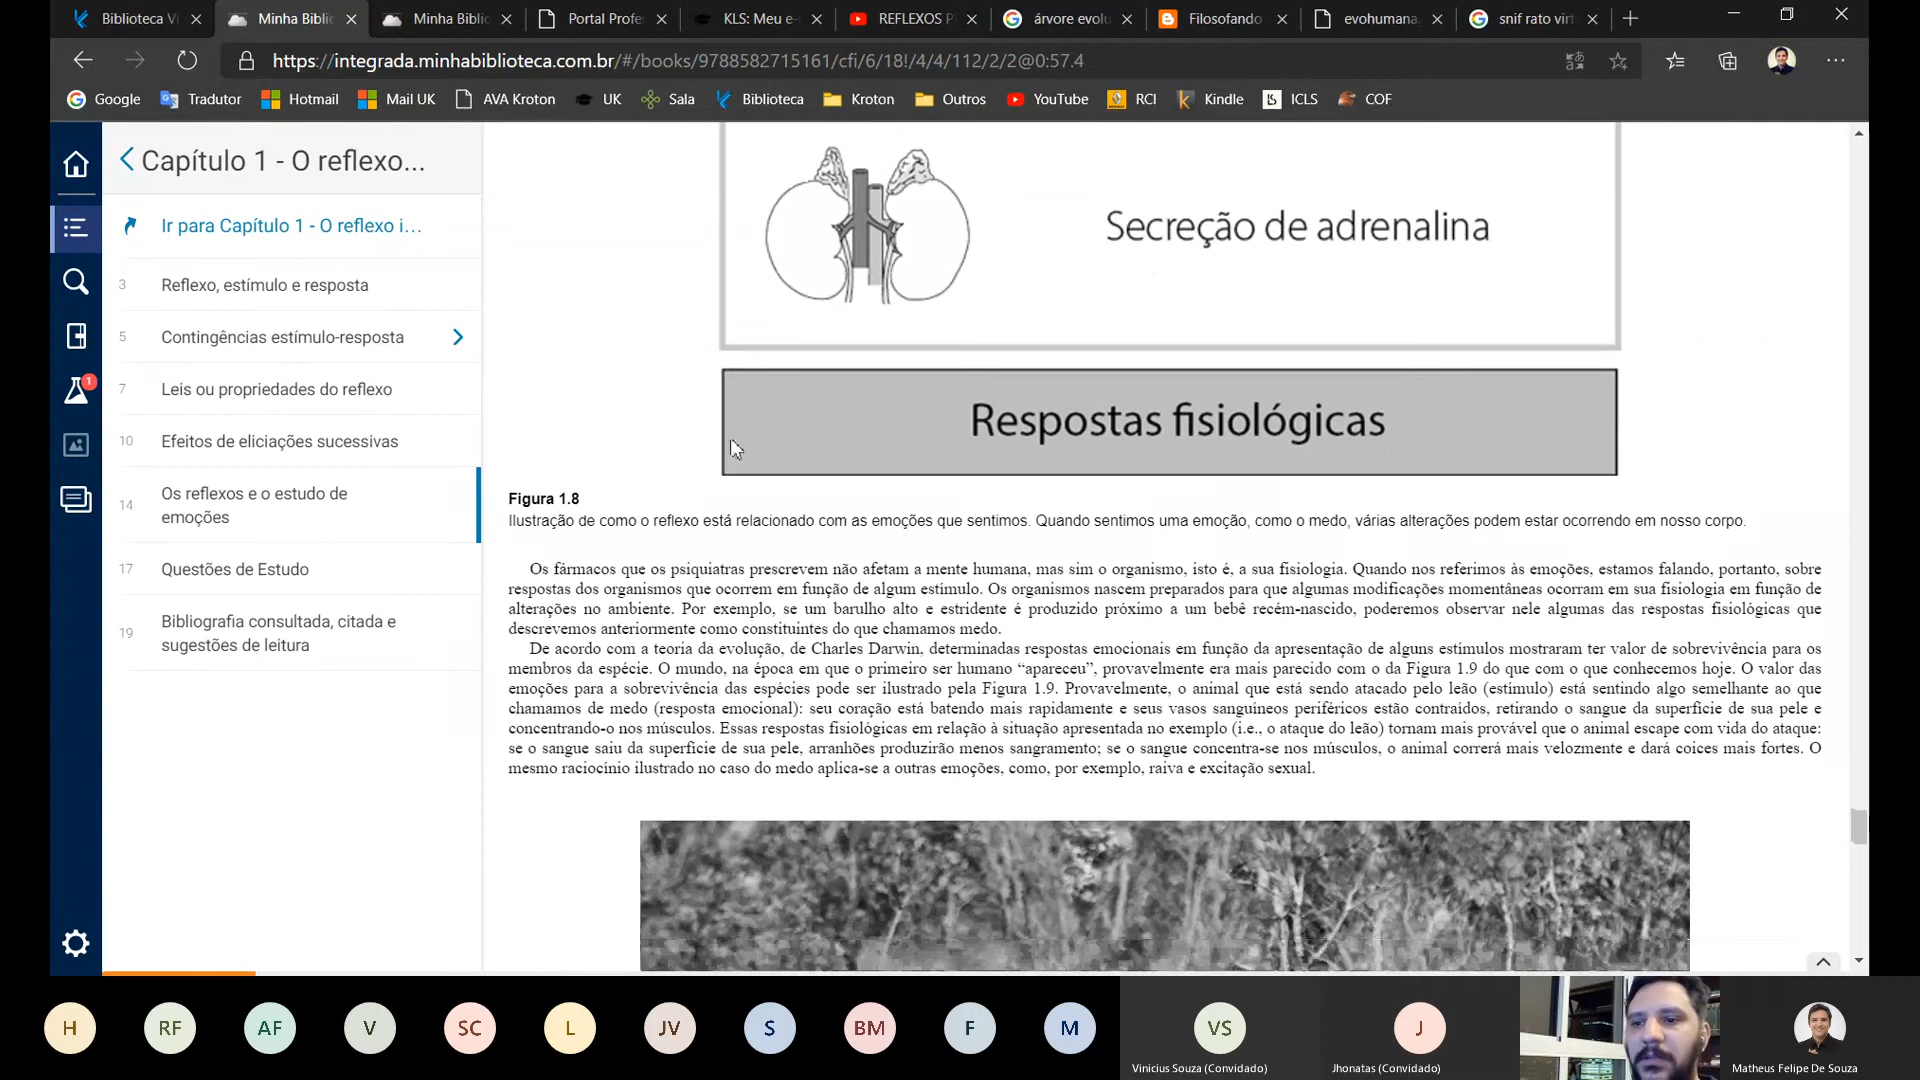 Biblioteca Vi
Minha Biblic
Minha Biblic
Portal Profe
KLS: Meu e-
REFLEXOS P
árvore evolu
Filosofando
evohumana.
snif rato virt
https://integrada.minhabiblioteca.com.br/#/books/9788582715161/cfi/6/18!/4/4/112/2/2@0:57.4
Google
Tradutor
Hotmail
Mail UK
AVA Kroton
UK
Sala
Biblioteca
Kroton
Outros
YouTube
RCI
Kindle
ICLS
COF
Capítulo 1 - O reflexo...
Ir para Capítulo 1 - O reflexo i...
3 Reflexo, estímulo e resposta
5 Contingências estímulo-resposta
7 Leis ou propriedades do reflexo
10 Efeitos de eliciações sucessivas
14 Os reflexos e o estudo de
emoções
17 Questões de Estudo
19 Bibliografia consultada, citada e
sugestões de leitura
1
Secreção de adrenalina
Respostas fisiológicas
Figura 1.8
Ilustração de como o reflexo está relacionado com as emoções que sentimos. Quando sentimos uma emoção, como o medo, várias alterações podem estar ocorrendo em nosso corpo.
Os fármacos que os psiquiatras prescrevem não afetam a mente humana, mas sim o organismo, isto é, a sua fisiologia. Quando nos referimos às emoções, estamos falando, portanto, sobre
respostas dos organismos que ocorrem em função de algum estímulo. Os organismos nascem preparados para que algumas modificações momentâneas ocorram em sua fisiologia em função de
alterações no ambiente. Por exemplo, se um barulho alto e estridente é produzido próximo a um bebê recém-nascido, poderemos observar nele algumas das respostas fisiológicas que
descrevemos anteriormente como constituintes do que chamamos medo.
De acordo com a teoria da evolução, de Charles Darwin, determinadas respostas emocionais em função da apresentação de alguns estímulos mostraram ter valor de sobrevivência para os
membros da espécie. O mundo, na época em que o primeiro ser humano “apareceu”, provavelmente era mais parecido com o da Figura 1.9 do que com o que conhecemos hoje. O valor das
emoções para a sobrevivência das espécies pode ser ilustrado pela Figura 1.9. Provavelmente, o animal que está sendo atacado pelo leão (estímulo) está sentindo algo semelhante ao que
chamamos de medo (resposta emocional): seu coração está batendo mais rapidamente e seus vasos sanguíneos periféricos estão contraídos, retirando o sangue da superfície de sua pele e
concentrando-o nos músculos. Essas respostas fisiológicas em relação à situação apresentada no exemplo (i.e., o ataque do leão) tornam mais provável que o animal escape com vida do ataque:
se o sangue saiu da superfície de sua pele, arranhões produzirão menos sangramento; se o sangue concentra-se nos músculos, o animal correrá mais velozmente e dará coices mais fortes. O
mesmo raciocínio ilustrado no caso do medo aplica-se a outras emoções, como, por exemplo, raiva e excitação sexual.
H
RF
AF
V
SC
L
JV
S
BM
F
M
VS
J
Vinicius Souza (Convidado)
Jhonatas (Convidado)
Matheus Felipe De Souza